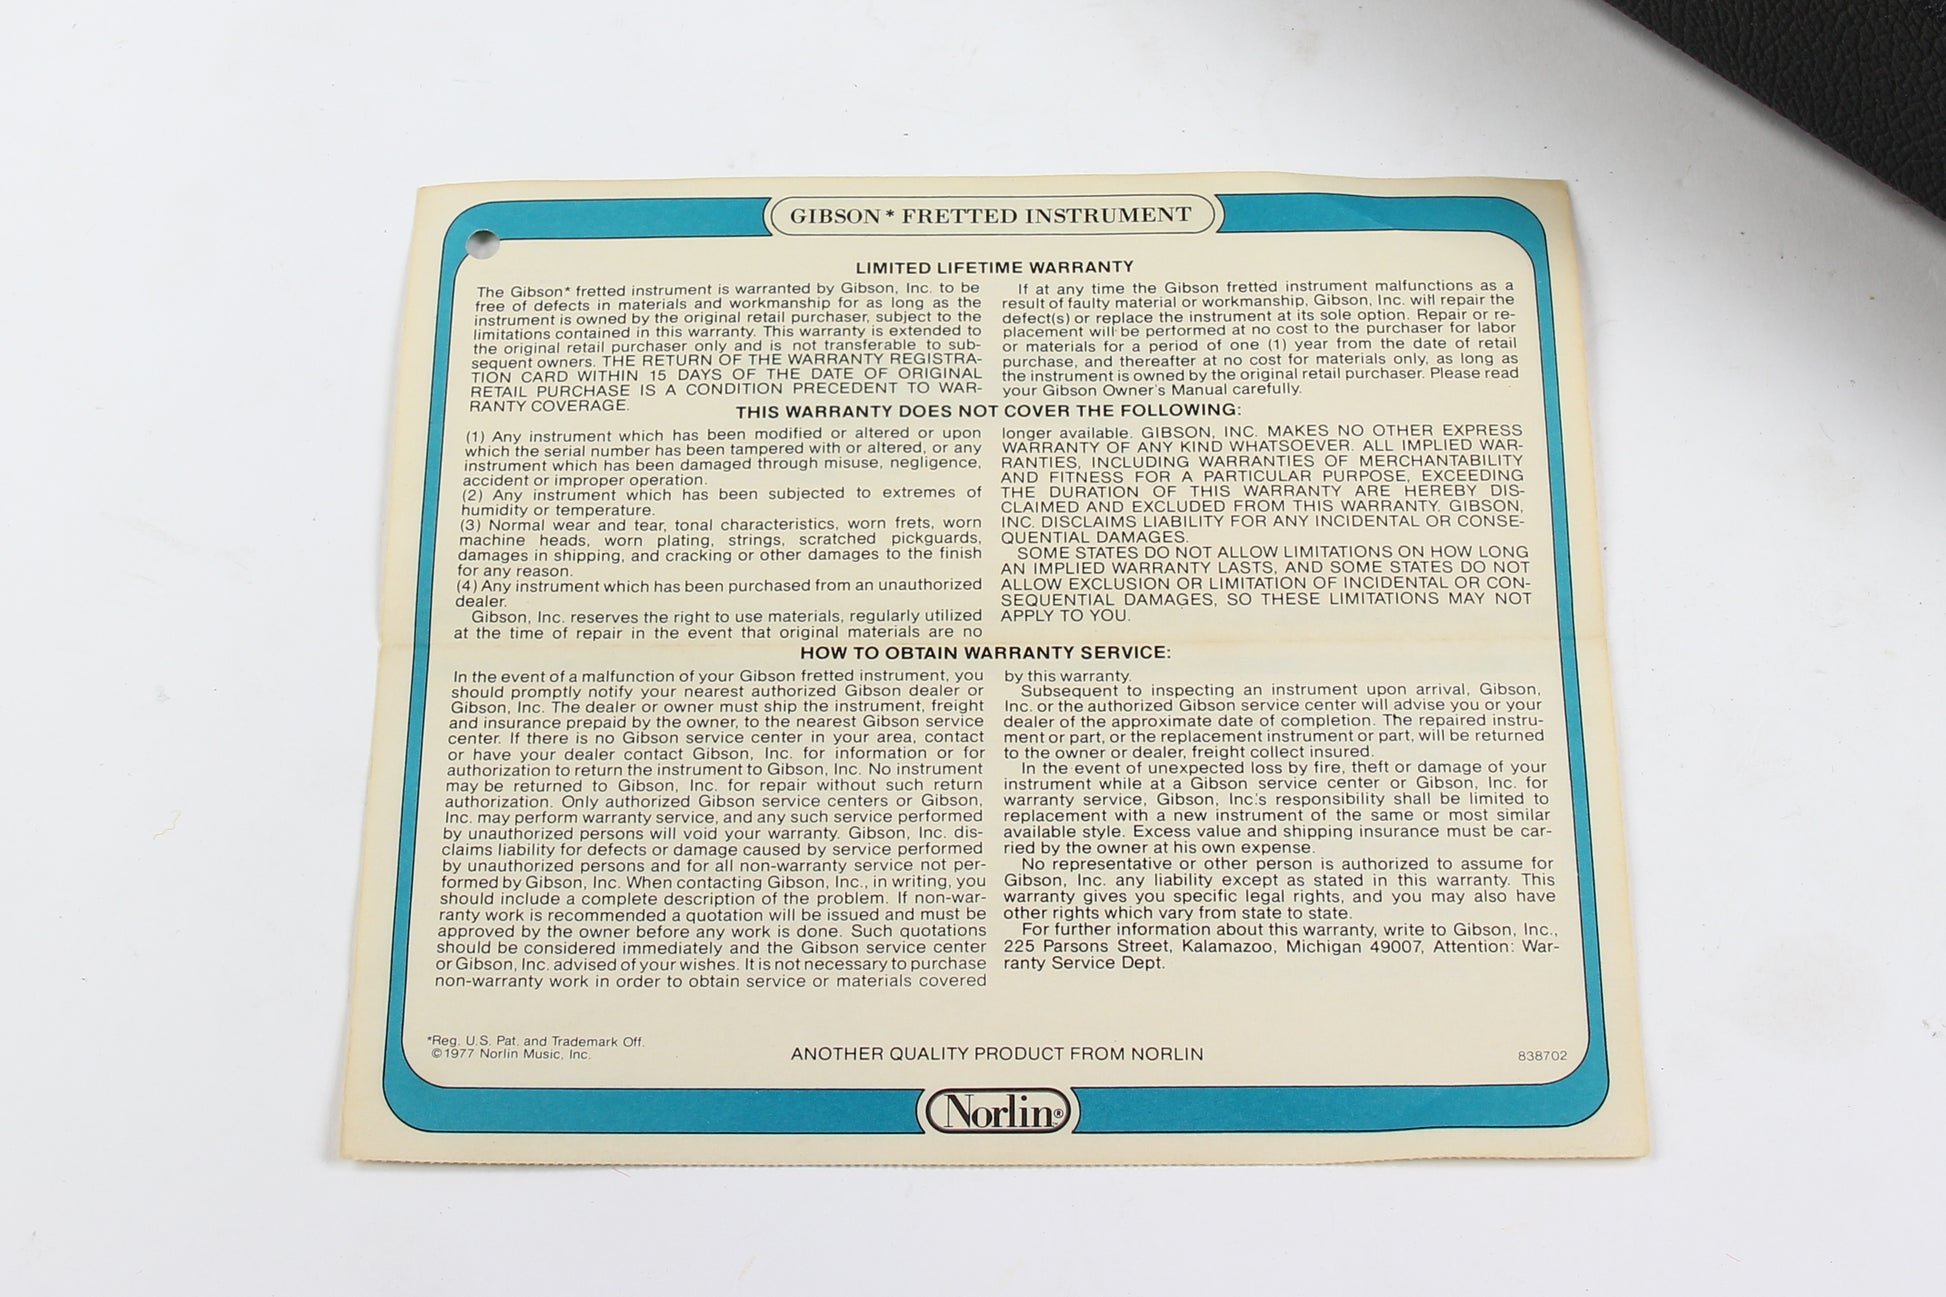 GIBSON* FRETTED INSTRUMENT
LIMITED LIFETIME WARRANTY
The Gibson* fretted instrument is warranted by Gibson, Inc. to be
free of defects in materials and workmanship for as long as the
instrument is owned by the original retail purchaser, subject to the
limitations contained in this warranty. This warranty is extended to
the original retail purchaser only and is not transferable to sub-
sequent owners. THE RETURN OF THE WARRANTY REGISTRA-
TION CARD WITHIN 15 DAYS OF THE DATE OF ORIGINAL
RETAIL PURCHASE IS A CONDITION PRECEDENT TO WAR-
RANTY COVERAGE.
If at any time the Gibson fretted instrument malfunctions as a
result of faulty material or workmanship, Gibson, Inc. will repair the
defect(s) or replace the instrument at its sole option. Repair or re-
placement will be performed at no cost to the purchaser for labor
or materials for a period of one (1) year from the date of retail
purchase, and thereafter at no cost for materials only, as long as
the instrument is owned by the original retail purchaser. Please read
your Gibson Owner's Manual carefully.
THIS WARRANTY DOES NOT COVER THE FOLLOWING:
(1) Any instrument which has been modified or altered or upon
which the serial number has been tampered with or altered, or any
instrument which has been damaged through misuse, negligence,
accident or improper operation.
(2) Any instrument which has been subjected to extremes of
humidity or temperature.
(3) Normal wear and tear, tonal characteristics, worn frets, worn
machine heads, worn plating, strings, scratched pickguards,
damages in shipping, and cracking or other damages to the finish
for any reason.
(4) Any instrument which has been purchased from an unauthorized
dealer.
Gibson, Inc. reserves the right to use materials, regularly utilized
at the time of repair in the event that original materials are no
longer available. GIBSON, INC. MAKES NO OTHER EXPRESS
WARRANTY OF ANY KIND WHATSOEVER. ALL IMPLIED WAR-
RANTIES, INCLUDING WARRANTIES OF MERCHANTABILITY
AND FITNESS FOR A PARTICULAR PURPOSE, EXCEEDING
THE DURATION OF THIS WARRANTY ARE HEREBY DIS-
CLAIMED AND EXCLUDED FROM THIS WARRANTY. GIBSON,
INC. DISCLAIMS LIABILITY FOR ANY INCIDENTAL OR CONSE-
QUENTIAL DAMAGES.
SOME STATES DO NOT ALLOW LIMITATIONS ON HOW LONG
AN IMPLIED WARRANTY LASTS, AND SOME STATES DO NOT
ALLOW EXCLUSION OR LIMITATION OF INCIDENTAL OR CON-
SEQUENTIAL DAMAGES, SO THESE LIMITATIONS MAY NOT
APPLY TO YOU.
HOW TO OBTAIN WARRANTY SERVICE:
In the event of a malfunction of your Gibson fretted instrument, you
should promptly notify your nearest authorized Gibson dealer or
Gibson, Inc. The dealer or owner must ship the instrument, freight
and insurance prepaid by the owner, to the nearest Gibson service
center. If there is no Gibson service center in your area, contact
or have your dealer contact Gibson, Inc. for information or for
authorization to return the instrument to Gibson, Inc. No instrument
may be returned to Gibson, Inc. for repair without such return
authorization. Only authorized Gibson service centers or Gibson,
Inc. may perform warranty service, and any such service performed
by unauthorized persons will void your warranty. Gibson, Inc. dis-
claims liability for defects or damage caused by service performed
by unauthorized persons and for all non-warranty service not per-
formed by Gibson, Inc. When contacting Gibson, Inc., in writing, you
should include a complete description of the problem. If non-war-
ranty work is recommended a quotation will be issued and must be
approved by the owner before any work is done. Such quotations
should be considered immediately and the Gibson service center
or Gibson, Inc. advised of your wishes. It is not necessary to purchase
non-warranty work in order to obtain service or materials covered
by this warranty.
Subsequent to inspecting an instrument upon arrival, Gibson,
Inc. or the authorized Gibson service center will advise you or your
dealer of the approximate date of completion. The repaired instru-
ment or part, or the replacement instrument or part, will be returned
to the owner or dealer, freight collect insured.
In the event of unexpected loss by fire, theft or damage of your
instrument while at a Gibson service center or Gibson, Inc. for
warranty service, Gibson, Inc.'s responsibility shall be limited to
replacement with a new instrument of the same or most similar
available style. Excess value and shipping insurance must be car-
ried by the owner at his own expense.
No representative or other person is authorized to assume for
Gibson, Inc. any liability except as stated in this warranty. This
warranty gives you specific legal rights, and you may also have
other rights which vary from state to state.
For further information about this warranty, write to Gibson, Inc.,
225 Parsons Street, Kalamazoo, Michigan 49007, Attention: War-
ranty Service Dept.
*Reg. U.S. Pat. and Trademark Off.
©1977 Norlin Music, Inc.
ANOTHER QUALITY PRODUCT FROM NORLIN
838702
Norlin®